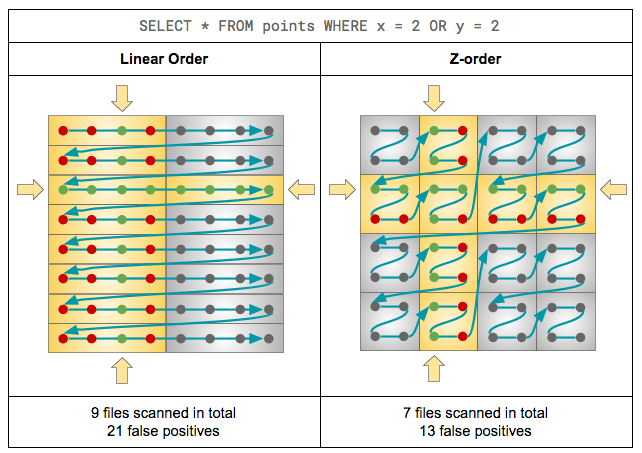 SELECT * FROM points WHERE x = 2 OR y = 2
Linear Order
Z-order
9 files scanned in total
21 false positives
7 files scanned in total
13 false positives